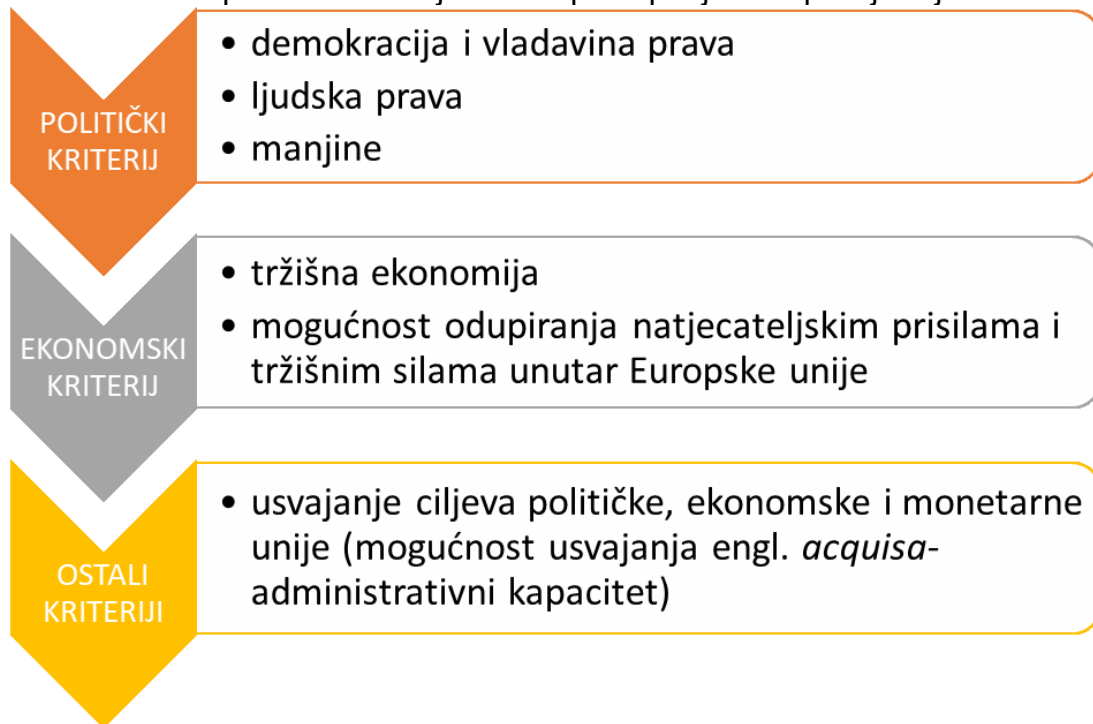 • demokracija i vladavina prava
• ljudska prava
• manjine
POLITIČKI
KRITERIJ
• tržišna ekonomija
• mogućnost odupiranja natjecateljskim prisilama i
tržišnim silama unutar Europske unije
EKONOMSKI
KRITERIJ
• usvajanje ciljeva političke, ekonomske i monetarne
unije (mogućnost usvajanja engl. acquisa-
administrativni kapacitet)
OSTALI
KRITERIJI